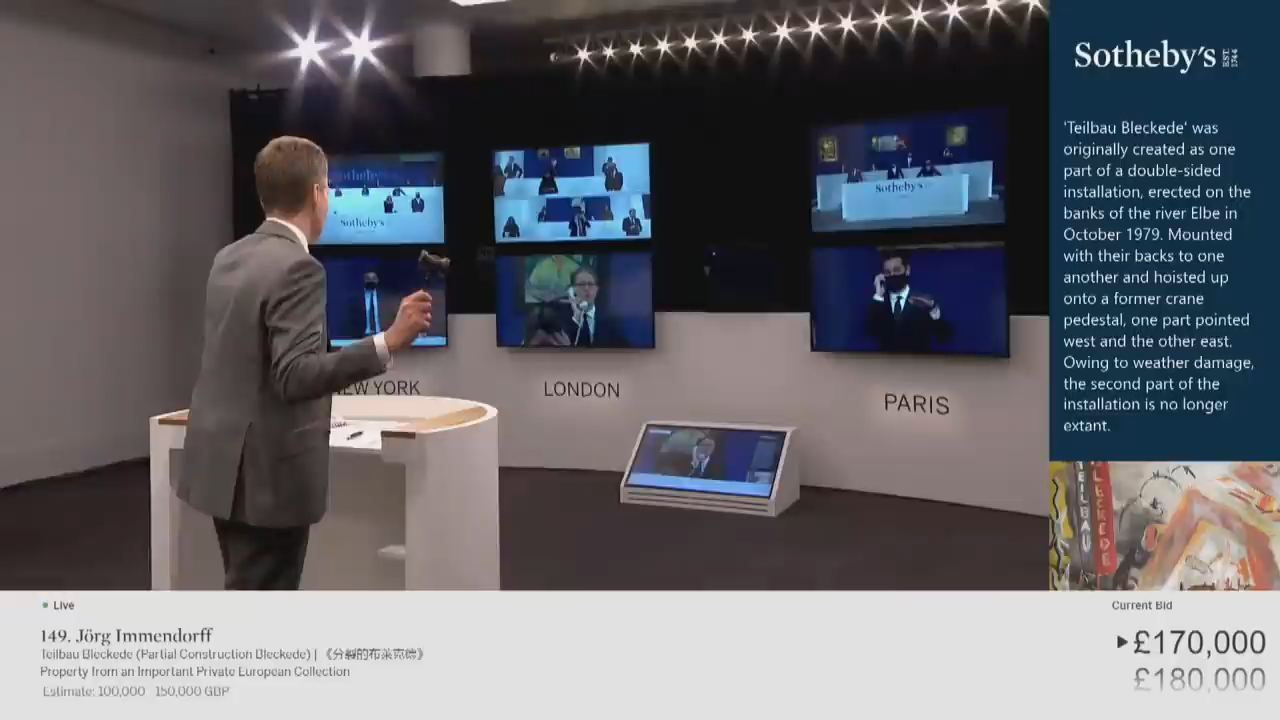 Sotheby's EST. 1744
'Teilbau Bleckede' was
originally created as one
part of a double-sided
installation, erected on the
banks of the river Elbe in
October 1979. Mounted
with their backs to one
another and hoisted up
onto a former crane
pedestal, one part pointed
west and the other east.
Owing to weather damage,
the second part of the
installation is no longer
extant.
Sotheby's
Sotheby's
Sotheby's
NEW YORK
LONDON
PARIS
TEILBAU
BLECKEDE
Live
149. Jörg Immendorff
Teilbau Bleckede (Partial Construction Bleckede) | 《分裂的布萊克德》
Property from an Important Private European Collection
Estimate: 100,000 150,000 GBP
Current Bid
£170,000
£180,000